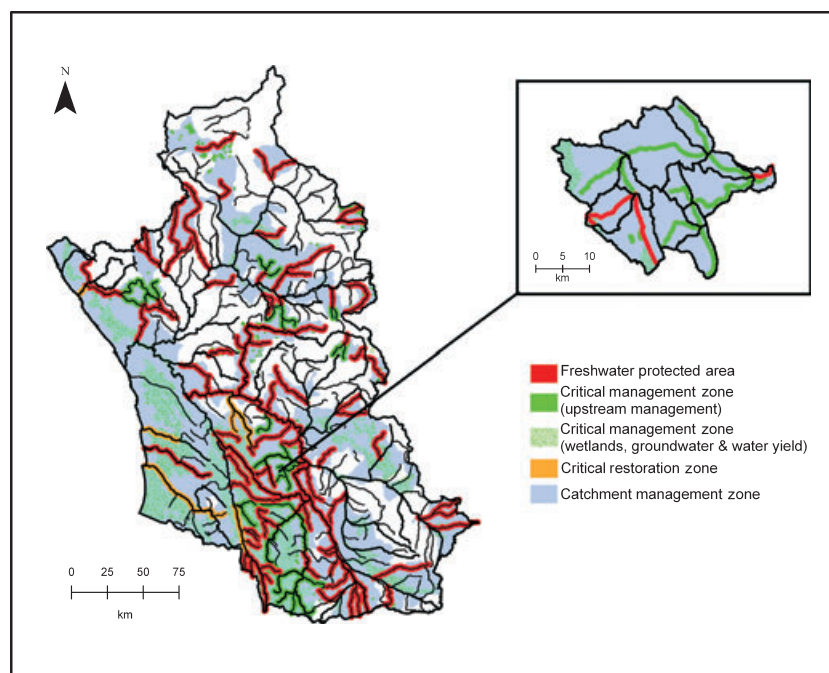 N
0 5 10
km
Freshwater protected area
Critical management zone
(upstream management)
Critical management zone
(wetlands, groundwater & water yield)
Critical restoration zone
Catchment management zone
0 25 50 75
km